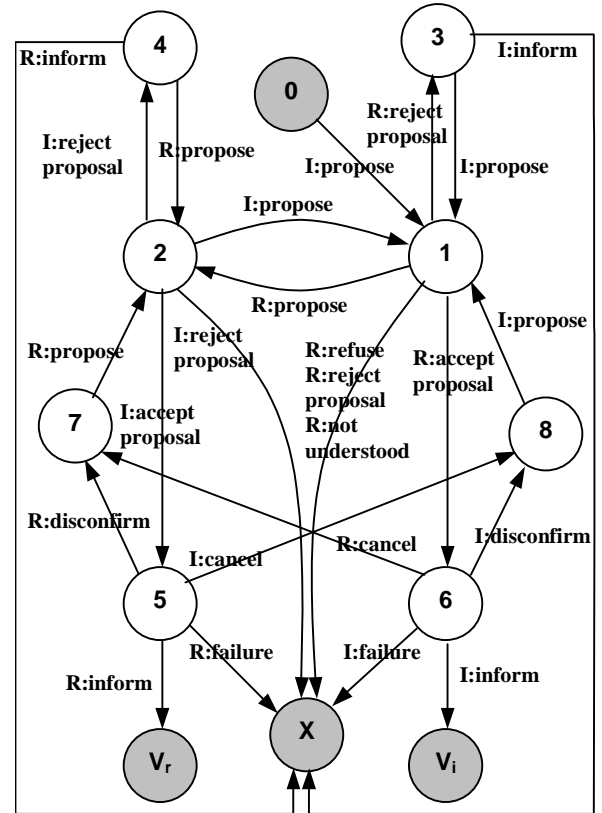 4
3
R:inform
I:inform
0
R:reject
proposal
I:reject
proposal
R:propose
I:propose
I:propose
I:propose
2
1
R:propose
I:propose
R:propose
I:reject
proposal
R:refuse
R:reject
proposal
R:not
understood
R:accept
proposal
7
I:accept
proposal
8
R:disconfirm
I:cancel
R:cancel
I:disconfirm
5
6
R:failure
I:failure
R:inform
I:inform
X
Vr
Vi